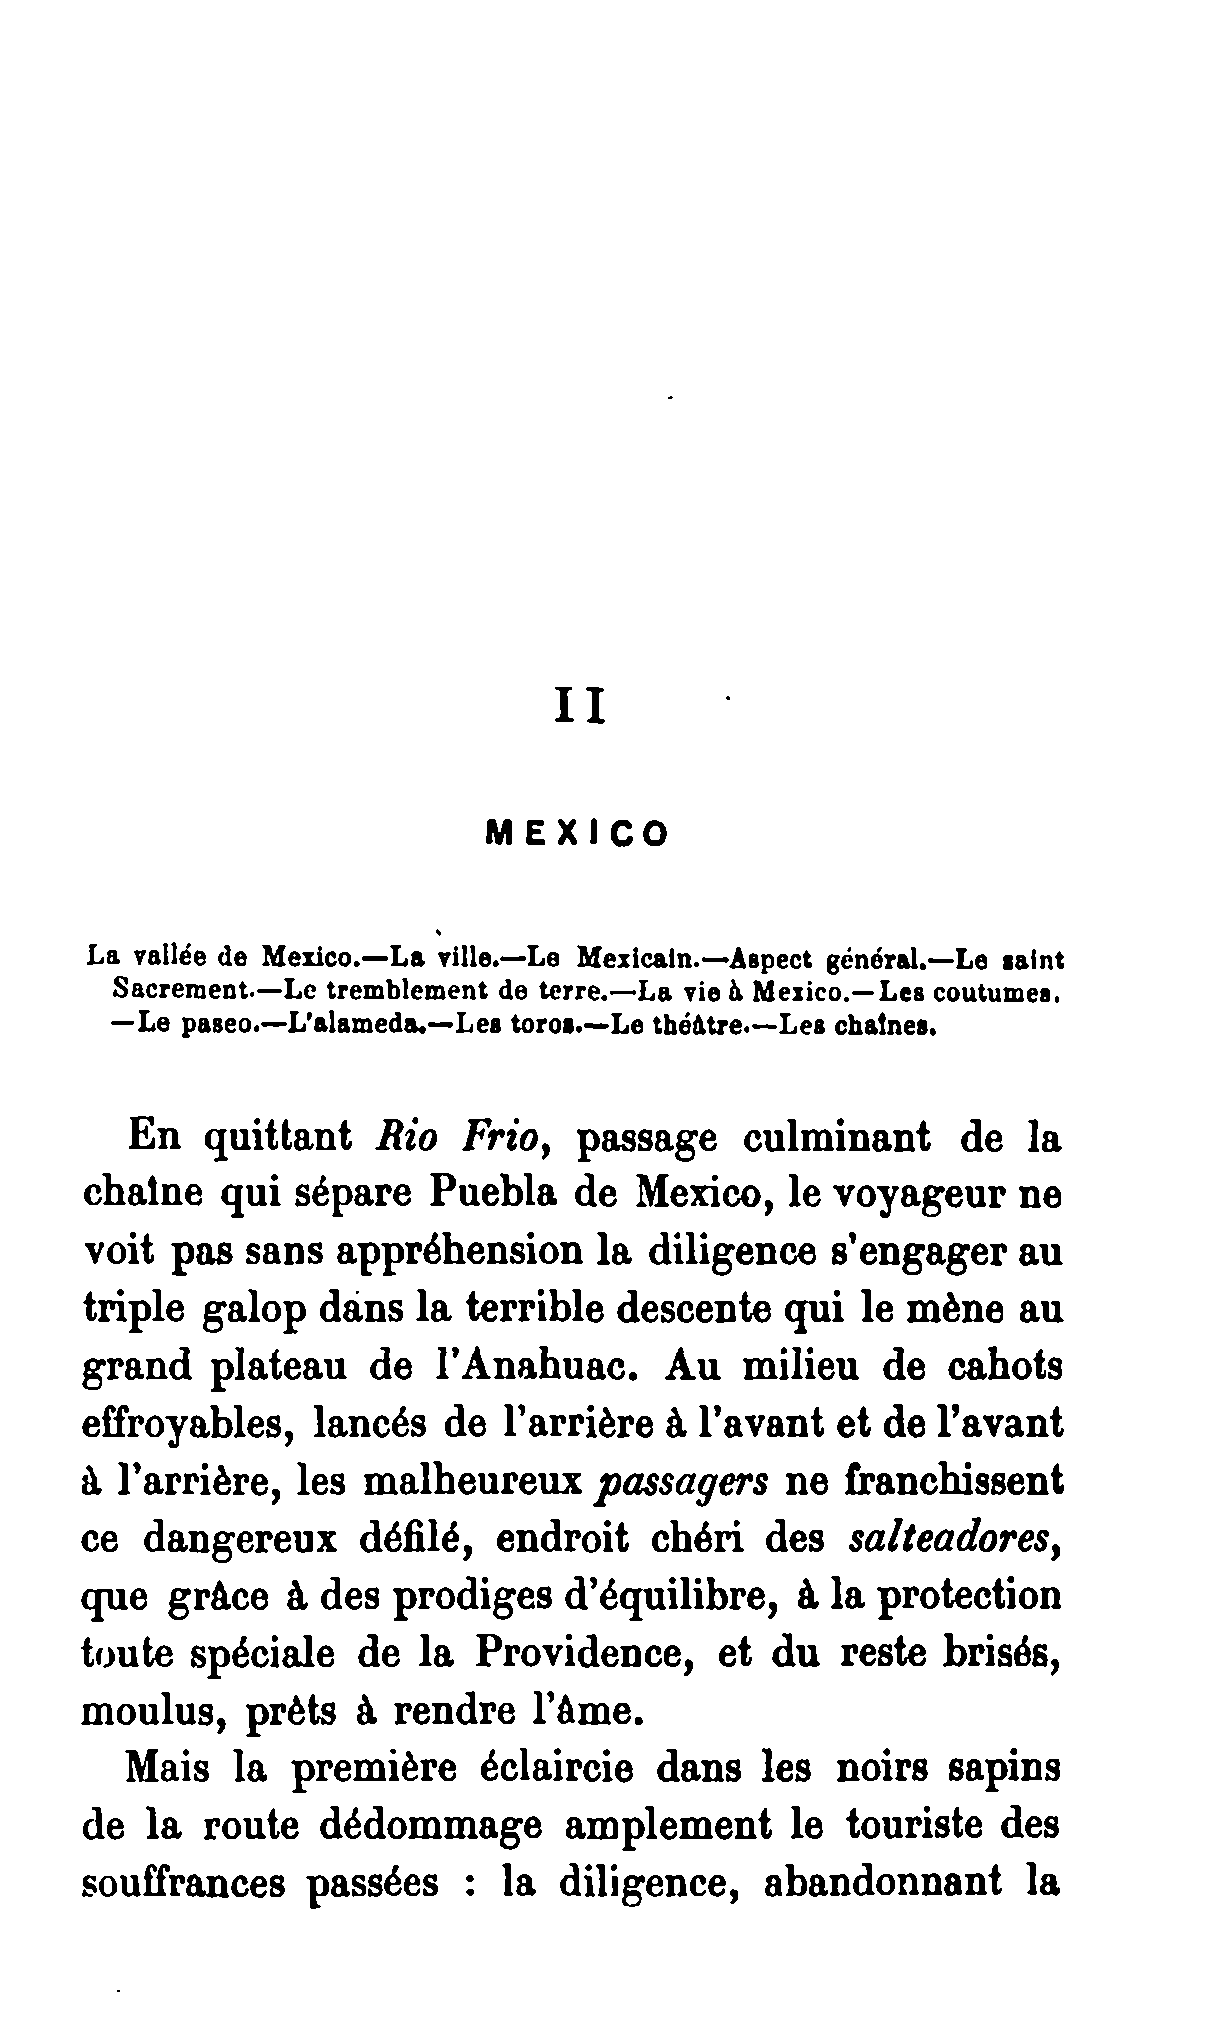 II
MEXICO
La vallée de Mexico.—La ville.—Le Mexicain.—Aspect général.—Le saint
Sacrement.—Le tremblement de terre.—La vie à Mexico.—Les coutumes.
—Le paseo.—L'alameda.—Les toros.—Le théâtre.—Les chaînes.
En quittant Rio Frio, passage culminant de la
chaîne qui sépare Puebla de Mexico, le voyageur ne
voit pas sans appréhension la diligence s'engager au
triple galop dans la terrible descente qui le mène au
grand plateau de l'Anahuac. Au milieu de cahots
effroyables, lancés de l'arrière à l'avant et de l'avant
à l'arrière, les malheureux passagers ne franchissent
ce dangereux défilé, endroit chéri des salteadores,
que grâce à des prodiges d'équilibre, à la protection
toute spéciale de la Providence, et du reste brisés,
moulus, prêts à rendre l'âme.
Mais la première éclaircie dans les noirs sapins
de la route dédommage amplement le touriste des
souffrances passées : la diligence, abandonnant la